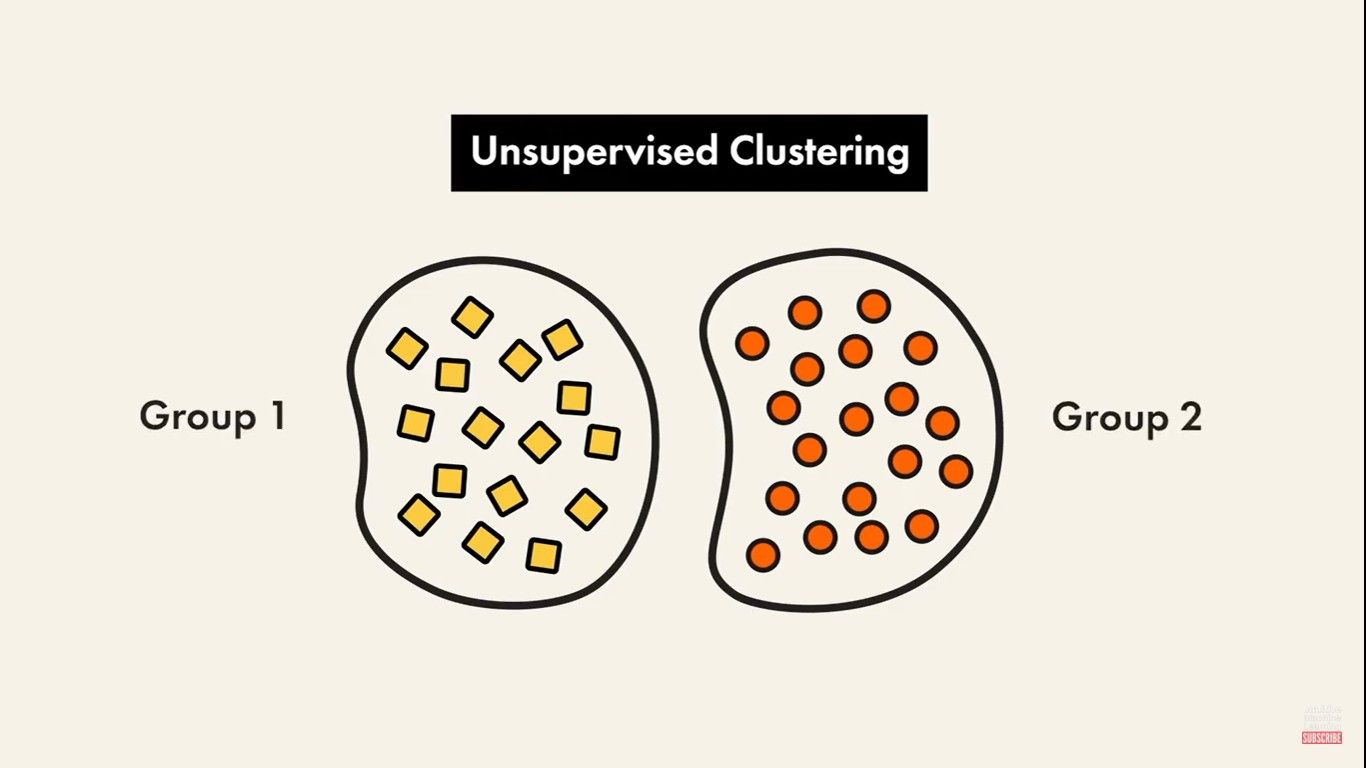 Unsupervised Clustering
Group 1
Group 2
SUBSCRIBE